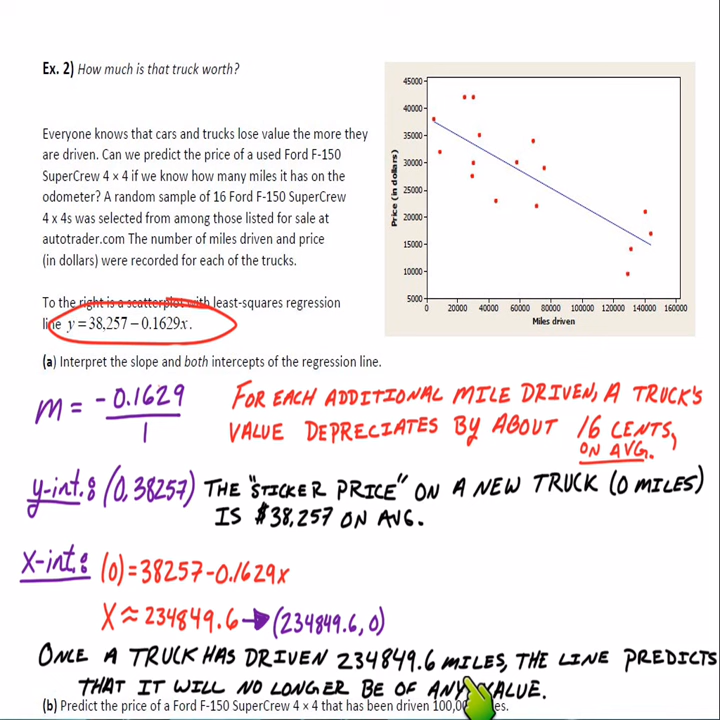 Ex. 2) How much is that truck worth?
Everyone knows that cars and trucks lose value the more they
are driven. Can we predict the price of a used Ford F-150
SuperCrew 4 × 4 if we know how many miles it has on the
odometer? A random sample of 16 Ford F-150 SuperCrew
4 x 4s was selected from among those listed for sale at
autotrader.com The number of miles driven and price
(in dollars) were recorded for each of the trucks.
To the right is a scatterplot with least-squares regression
line y = 38,257 – 0.1629x.
45000
40000
35000
30000
25000
20000
15000
10000
5000
Price (in dollars)
0 20000 40000 60000 80000 100000 120000 140000 160000
Miles driven
(a) Interpret the slope and both intercepts of the regression line.
m = -0.1629
1
FOR EACH ADDITIONAL MILE DRIVEN, A TRUCK'S
VALUE DEPRECIATES BY ABOUT 16 CENTS,
ON AVG.
y-int.: (0, 38257) THE "STICKER PRICE" ON A NEW TRUCK (0 MILES)
IS $38,257 ON AVG.
x-int.: (0) = 38257 - 0.1629x
X ≈ 234849.6 → (234849.6, 0)
ONCE A TRUCK HAS DRIVEN 234849.6 MILES, THE LINE PREDICTS
THAT IT WILL NO LONGER BE OF ANY VALUE.
(b) Predict the price of a Ford F-150 SuperCrew 4 × 4 that has been driven